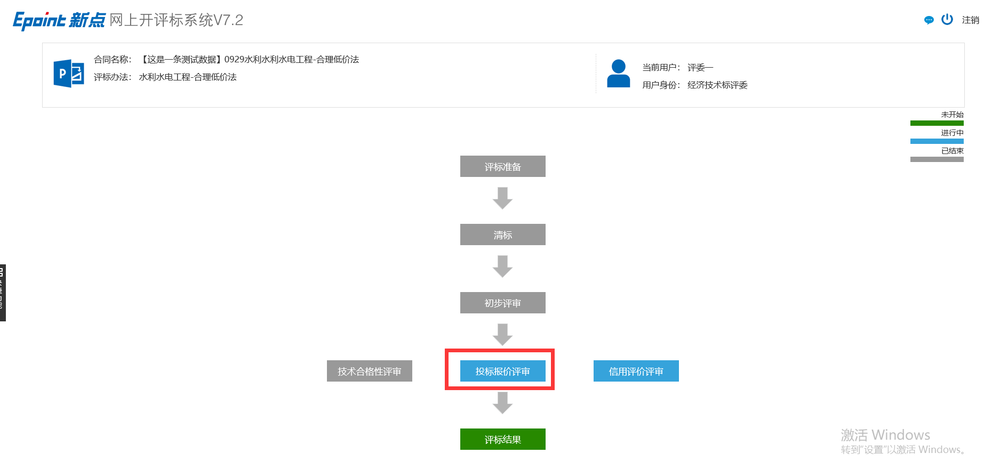 Epoint 新点 网上开评标系统V7.2
注销
合同名称： 【这是一条测试数据】0929水利水利水电工程-合理低价法
评标办法： 水利水电工程-合理低价法
当前用户： 评委一
用户身份： 经济技术标评委
未开始
进行中
已结束
评标准备
清标
初步评审
技术合格性评审
投标报价评审
信用评价评审
评标结果
激活 Windows
转到“设置”以激活 Windows。